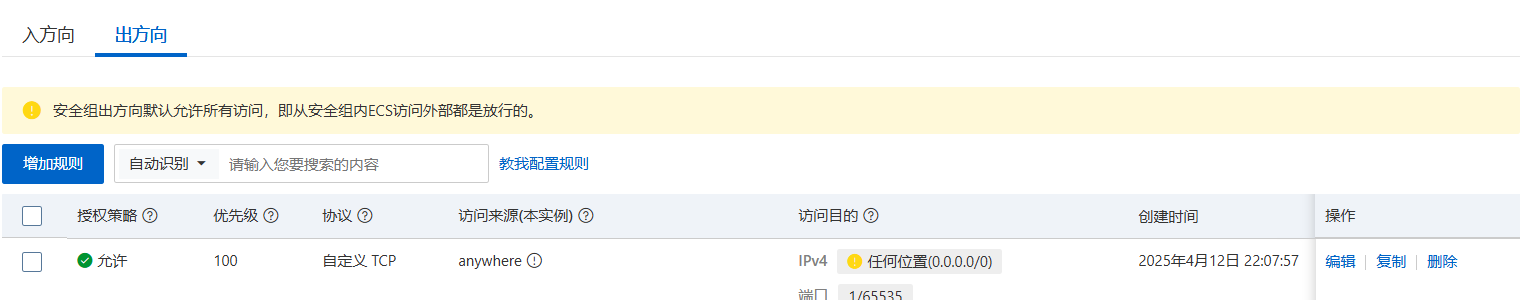 入方向 出方向
安全组出方向默认允许所有访问，即从安全组内ECS访问外部都是放行的。
增加规则 自动识别 请输入您要搜索的内容 教我配置规则
授权策略 优先级 协议 访问来源(本实例) 访问目的 创建时间 操作
允许 100 自定义 TCP anywhere IPv4 任何位置(0.0.0.0/0) 2025年4月12日 22:07:57 编辑 复制 删除
端口 1/65535